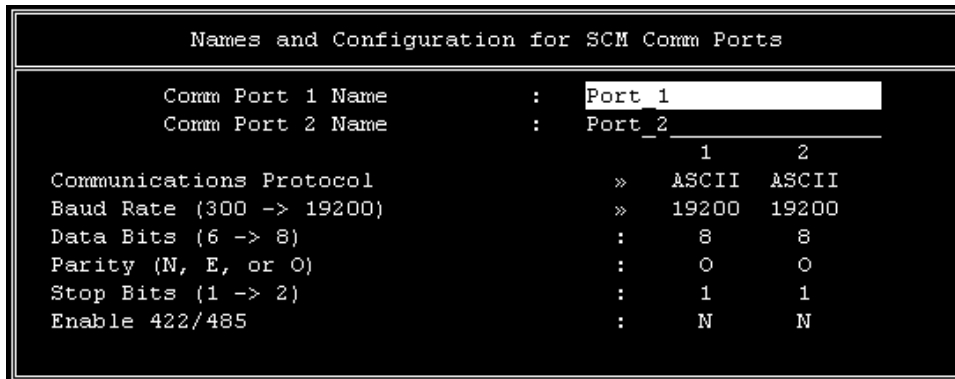 Names and Configuration for SCM Comm Ports
Comm Port 1 Name : Port_1
Comm Port 2 Name : Port_2
1 2
Communications Protocol » ASCII ASCII
Baud Rate (300 -> 19200) » 19200 19200
Data Bits (6 -> 8) : 8 8
Parity (N, E, or O) : O O
Stop Bits (1 -> 2) : 1 1
Enable 422/485 : N N